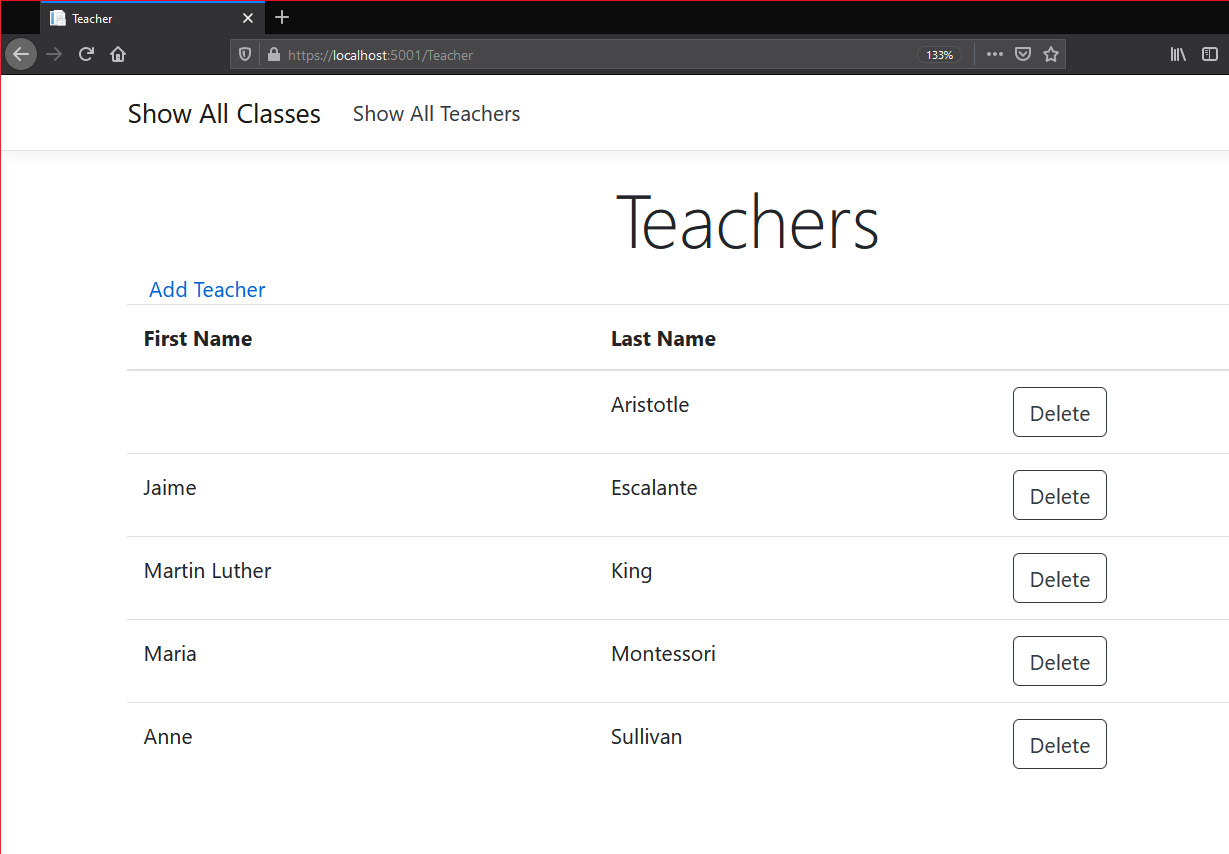 Teacher
https://localhost:5001/Teacher 133%
Show All Classes Show All Teachers
Teachers
Add Teacher
First Name Last Name
Aristotle Delete
Jaime Escalante Delete
Martin Luther King Delete
Maria Montessori Delete
Anne Sullivan Delete